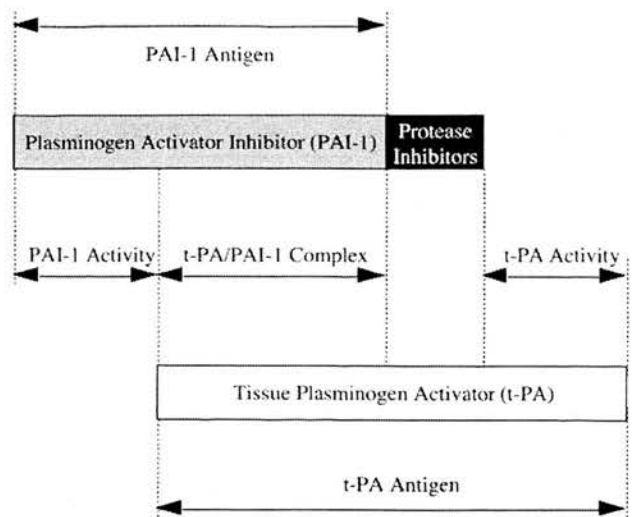 PAI-1 Antigen
Plasminogen Activator Inhibitor (PAI-1)
Protease
Inhibitors
PAI-1 Activity
t-PA/PAI-1 Complex
t-PA Activity
Tissue Plasminogen Activator (t-PA)
t-PA Antigen